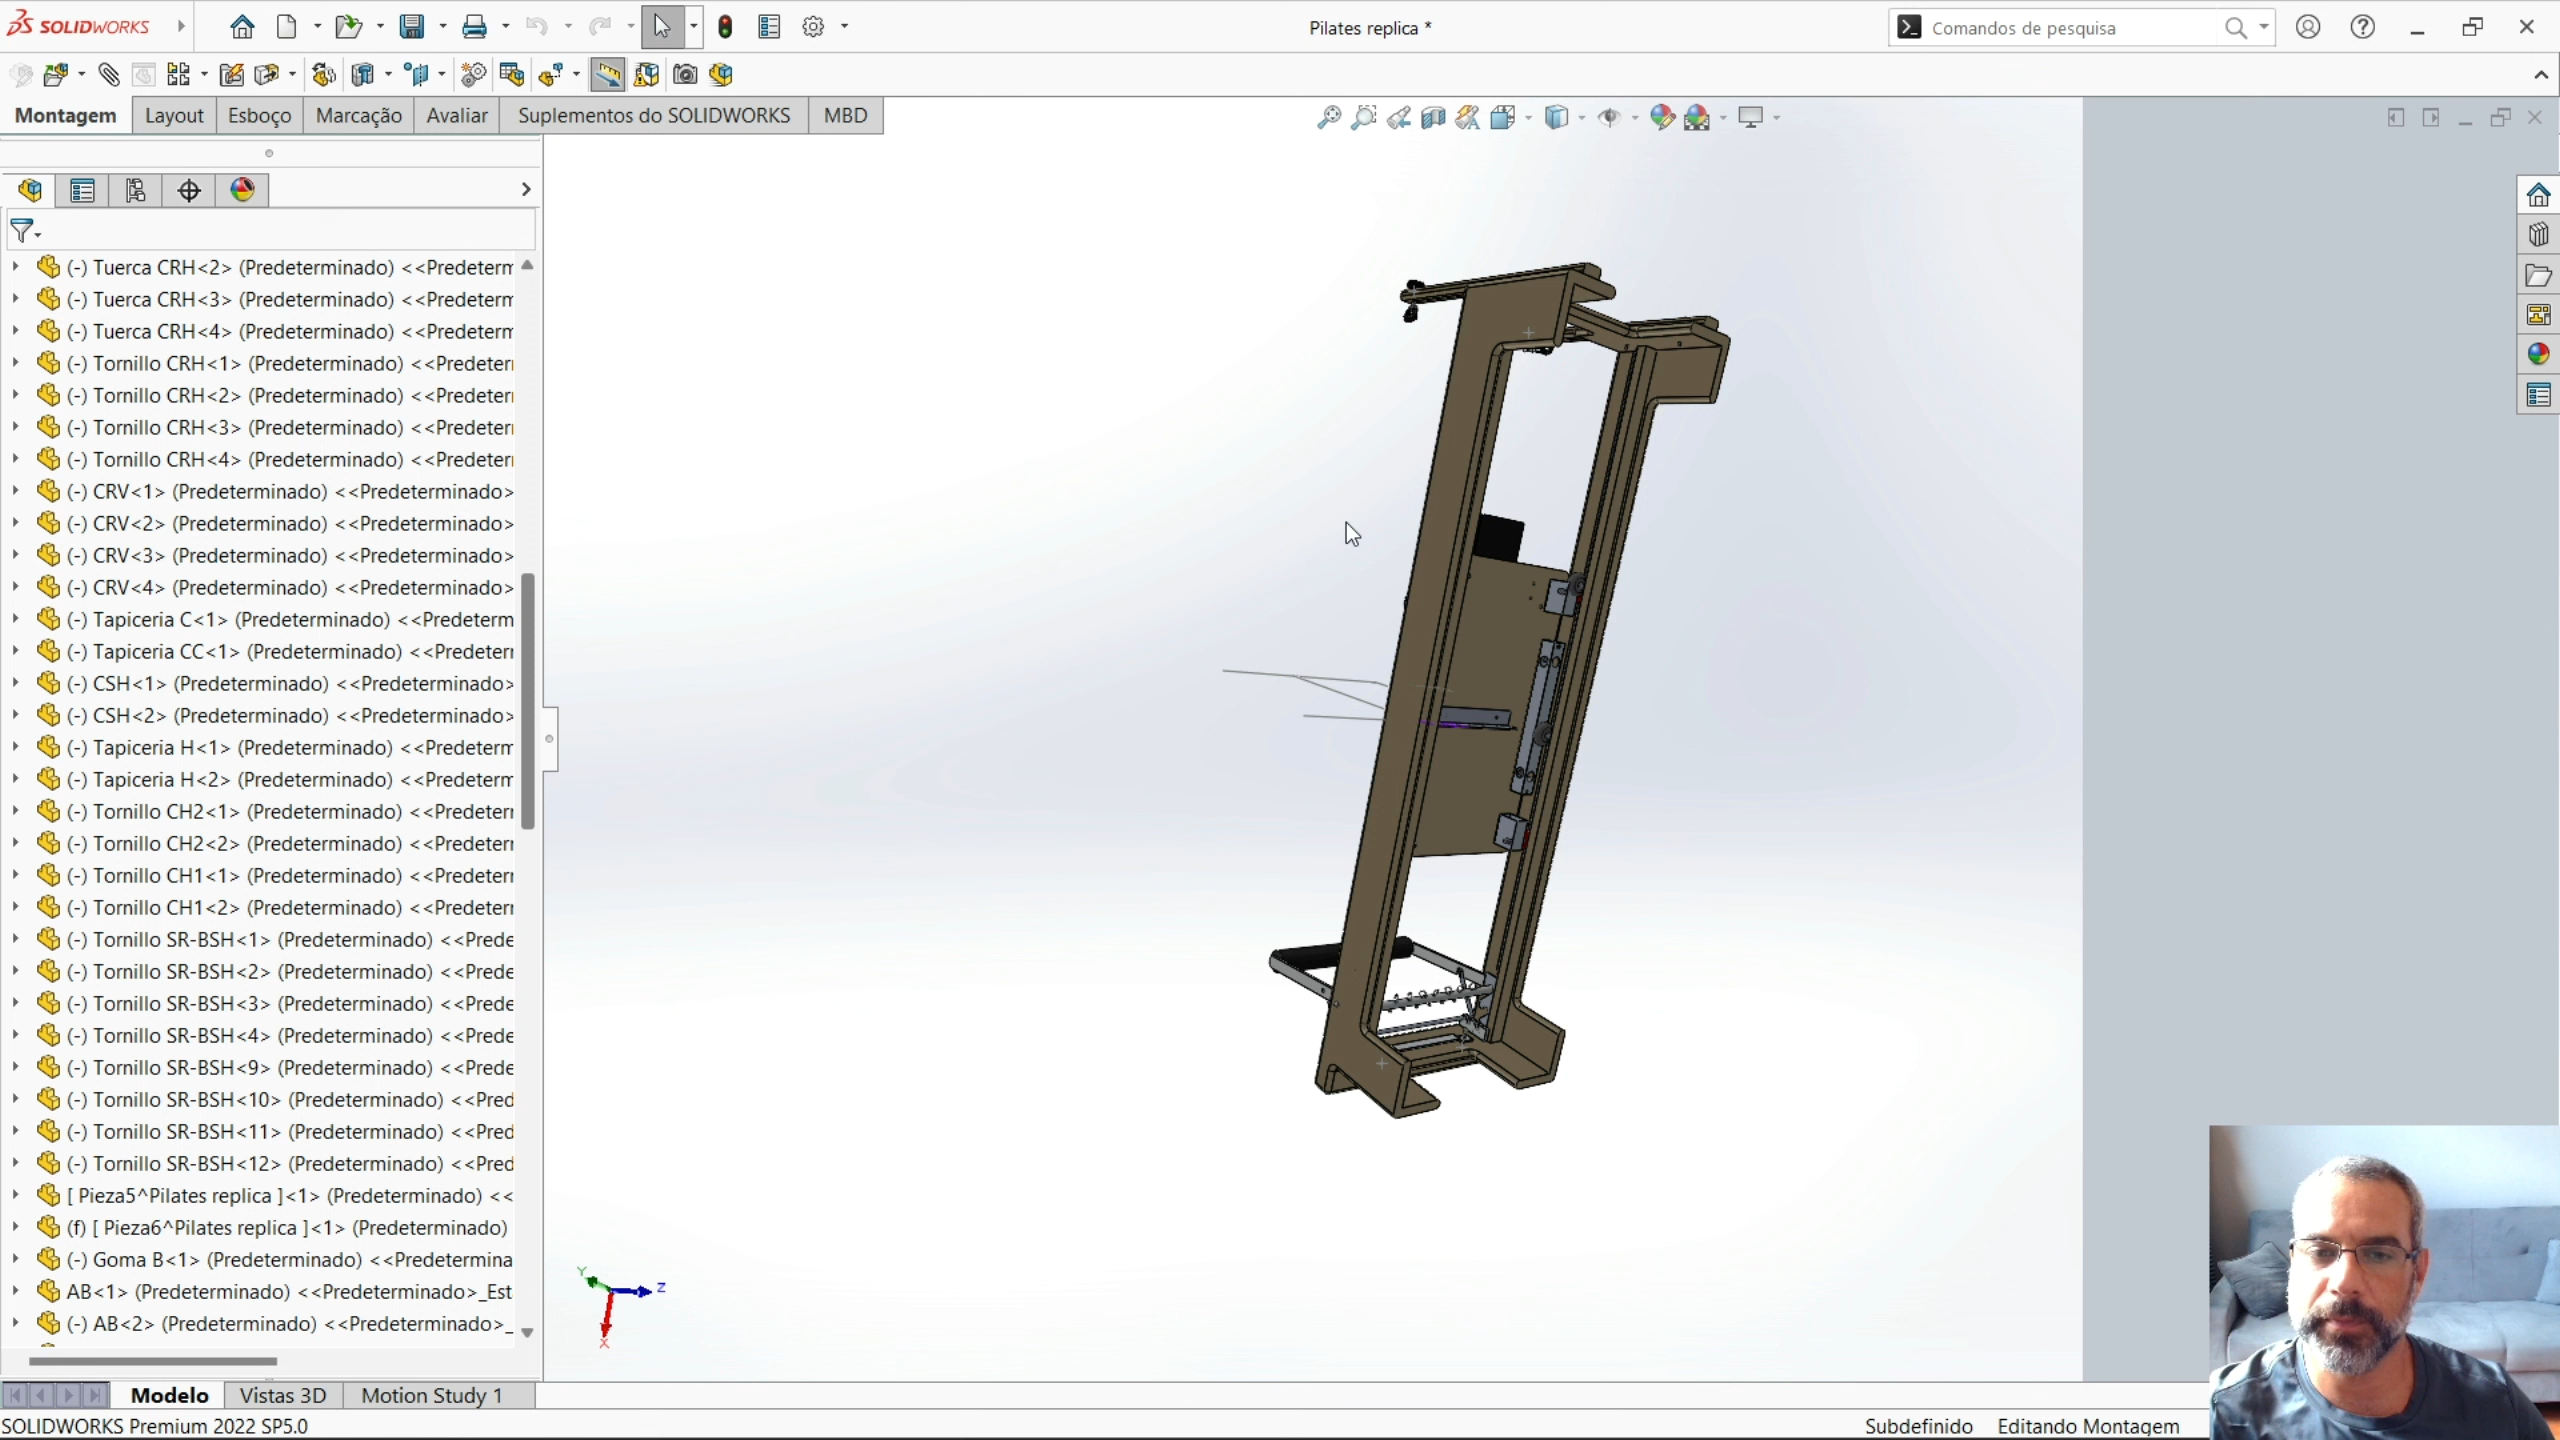 SOLIDWORKS
Pilates replica *
Comandos de pesquisa
Montagem
Layout
Esboço
Marcação
Avaliar
Suplementos do SOLIDWORKS
MBD
(-) Tuerca CRH<2> (Predeterminado) <<Predeterm
(-) Tuerca CRH<3> (Predeterminado) <<Predeterm
(-) Tuerca CRH<4> (Predeterminado) <<Predeterm
(-) Tornillo CRH<1> (Predeterminado) <<Predeter
(-) Tornillo CRH<2> (Predeterminado) <<Predeter
(-) Tornillo CRH<3> (Predeterminado) <<Predeter
(-) Tornillo CRH<4> (Predeterminado) <<Predeter
(-) CRV<1> (Predeterminado) <<Predeterminado>
(-) CRV<2> (Predeterminado) <<Predeterminado>
(-) CRV<3> (Predeterminado) <<Predeterminado>
(-) CRV<4> (Predeterminado) <<Predeterminado>
(-) Tapiceria C<1> (Predeterminado) <<Predeterm
(-) Tapiceria CC<1> (Predeterminado) <<Predeter
(-) CSH<1> (Predeterminado) <<Predeterminado>
(-) CSH<2> (Predeterminado) <<Predeterminado>
(-) Tapiceria H<1> (Predeterminado) <<Predeterm
(-) Tapiceria H<2> (Predeterminado) <<Predeterm
(-) Tornillo CH2<1> (Predeterminado) <<Predeter
(-) Tornillo CH2<2> (Predeterminado) <<Predeter
(-) Tornillo CH1<1> (Predeterminado) <<Predeter
(-) Tornillo CH1<2> (Predeterminado) <<Predeter
(-) Tornillo SR-BSH<1> (Predeterminado) <<Prede
(-) Tornillo SR-BSH<2> (Predeterminado) <<Prede
(-) Tornillo SR-BSH<3> (Predeterminado) <<Prede
(-) Tornillo SR-BSH<4> (Predeterminado) <<Prede
(-) Tornillo SR-BSH<9> (Predeterminado) <<Prede
(-) Tornillo SR-BSH<10> (Predeterminado) <<Pred
(-) Tornillo SR-BSH<11> (Predeterminado) <<Pred
(-) Tornillo SR-BSH<12> (Predeterminado) <<Pred
[ Pieza5^Pilates replica ]<1> (Predeterminado) <<
(f) [ Pieza6^Pilates replica ]<1> (Predeterminado)
(-) Goma B<1> (Predeterminado) <<Predetermina
AB<1> (Predeterminado) <<Predeterminado>_Est
(-) AB<2> (Predeterminado) <<Predeterminado>_
Y
Z
X
Modelo
Vistas 3D
Motion Study 1
SOLIDWORKS Premium 2022 SP5.0
Subdefinido
Editando Montagem